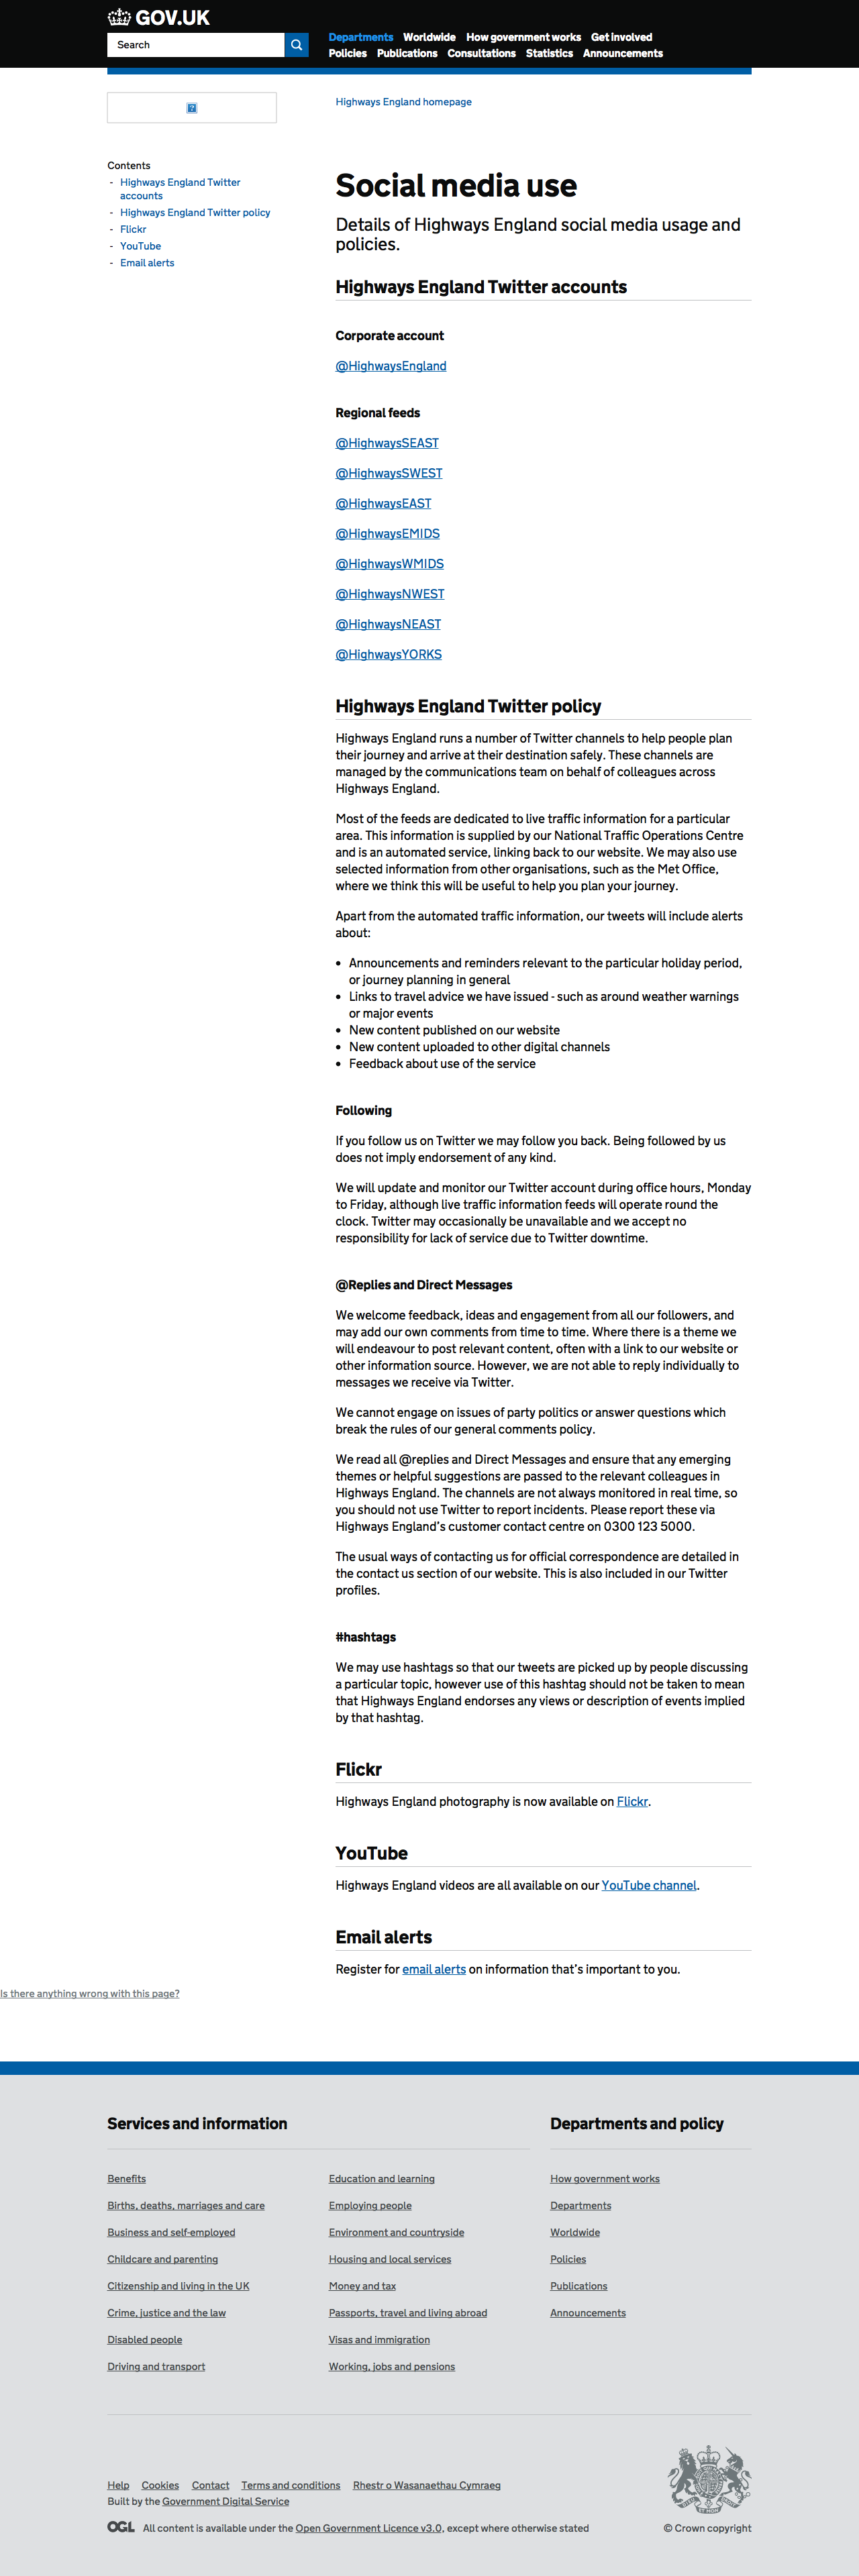 GOV.UK
Search
Departments Worldwide How government works Get involved
Policies Publications Consultations Statistics Announcements
Highways England homepage
Contents
- Highways England Twitter
accounts
- Highways England Twitter policy
- Flickr
- YouTube
- Email alerts
Social media use
Details of Highways England social media usage and
policies.
Highways England Twitter accounts
Corporate account
@HighwaysEngland
Regional feeds
@HighwaysSEAST
@HighwaysSWEST
@HighwaysEAST
@HighwaysEMIDS
@HighwaysWMIDS
@HighwaysNWEST
@HighwaysNEAST
@HighwaysYORKS
Highways England Twitter policy
Highways England runs a number of Twitter channels to help people plan
their journey and arrive at their destination safely. These channels are
managed by the communications team on behalf of colleagues across
Highways England.
Most of the feeds are dedicated to live traffic information for a particular
area. This information is supplied by our National Traffic Operations Centre
and is an automated service, linking back to our website. We may also use
selected information from other organisations, such as the Met Office,
where we think this will be useful to help you plan your journey.
Apart from the automated traffic information, our tweets will include alerts
about:
• Announcements and reminders relevant to the particular holiday period,
or journey planning in general
• Links to travel advice we have issued - such as around weather warnings
or major events
• New content published on our website
• New content uploaded to other digital channels
• Feedback about use of the service
Following
If you follow us on Twitter we may follow you back. Being followed by us
does not imply endorsement of any kind.
We will update and monitor our Twitter account during office hours, Monday
to Friday, although live traffic information feeds will operate round the
clock. Twitter may occasionally be unavailable and we accept no
responsibility for lack of service due to Twitter downtime.
@Replies and Direct Messages
We welcome feedback, ideas and engagement from all our followers, and
may add our own comments from time to time. Where there is a theme we
will endeavour to post relevant content, often with a link to our website or
other information source. However, we are not able to reply individually to
messages we receive via Twitter.
We cannot engage on issues of party politics or answer questions which
break the rules of our general comments policy.
We read all @replies and Direct Messages and ensure that any emerging
themes or helpful suggestions are passed to the relevant colleagues in
Highways England. The channels are not always monitored in real time, so
you should not use Twitter to report incidents. Please report these via
Highways England's customer contact centre on 0300 123 5000.
The usual ways of contacting us for official correspondence are detailed in
the contact us section of our website. This is also included in our Twitter
profiles.
#hashtags
We may use hashtags so that our tweets are picked up by people discussing
a particular topic, however use of this hashtag should not be taken to mean
that Highways England endorses any views or description of events implied
by that hashtag.
Flickr
Highways England photography is now available on Flickr.
YouTube
Highways England videos are all available on our YouTube channel.
Email alerts
Register for email alerts on information that's important to you.
Is there anything wrong with this page?
Services and information
Benefits
Births, deaths, marriages and care
Business and self-employed
Childcare and parenting
Citizenship and living in the UK
Crime, justice and the law
Disabled people
Driving and transport
Education and learning
Employing people
Environment and countryside
Housing and local services
Money and tax
Passports, travel and living abroad
Visas and immigration
Working, jobs and pensions
Departments and policy
How government works
Departments
Worldwide
Policies
Publications
Announcements
Help Cookies Contact Terms and conditions Rhestr o Wasanaethau Cymraeg
Built by the Government Digital Service
OGL All content is available under the Open Government Licence v3.0, except where otherwise stated
© Crown copyright